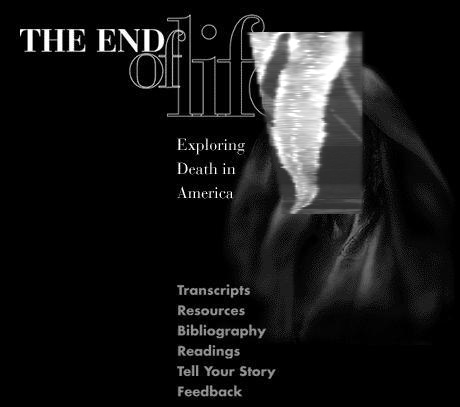 THE END
of life
Exploring
Death in
America
Transcripts
Resources
Bibliography
Readings
Tell Your Story
Feedback